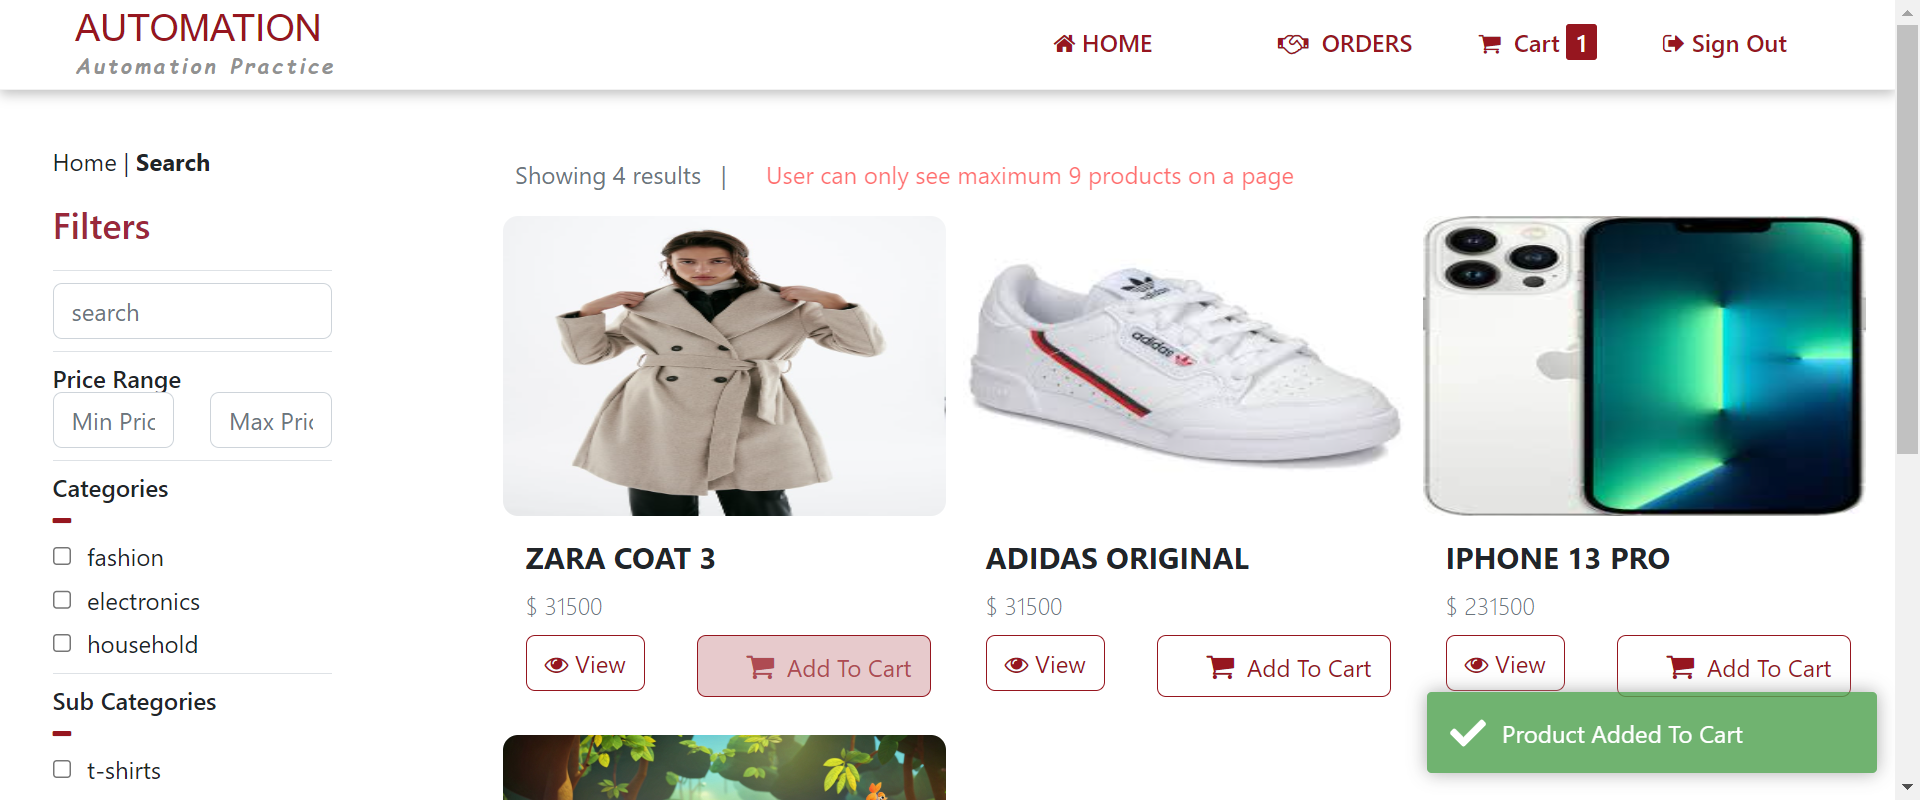 AUTOMATION
Automation Practice
HOME
ORDERS
Cart 1
Sign Out
Home | Search
Showing 4 results |
User can only see maximum 9 products on a page
Filters
search
Price Range
Min Pric
Max Pric
Categories
fashion
electronics
household
Sub Categories
t-shirts
adidas
adidas
ZARA COAT 3
$ 31500
View
Add To Cart
ADIDAS ORIGINAL
$ 31500
View
Add To Cart
IPHONE 13 PRO
$ 231500
View
Add To Cart
Product Added To Cart